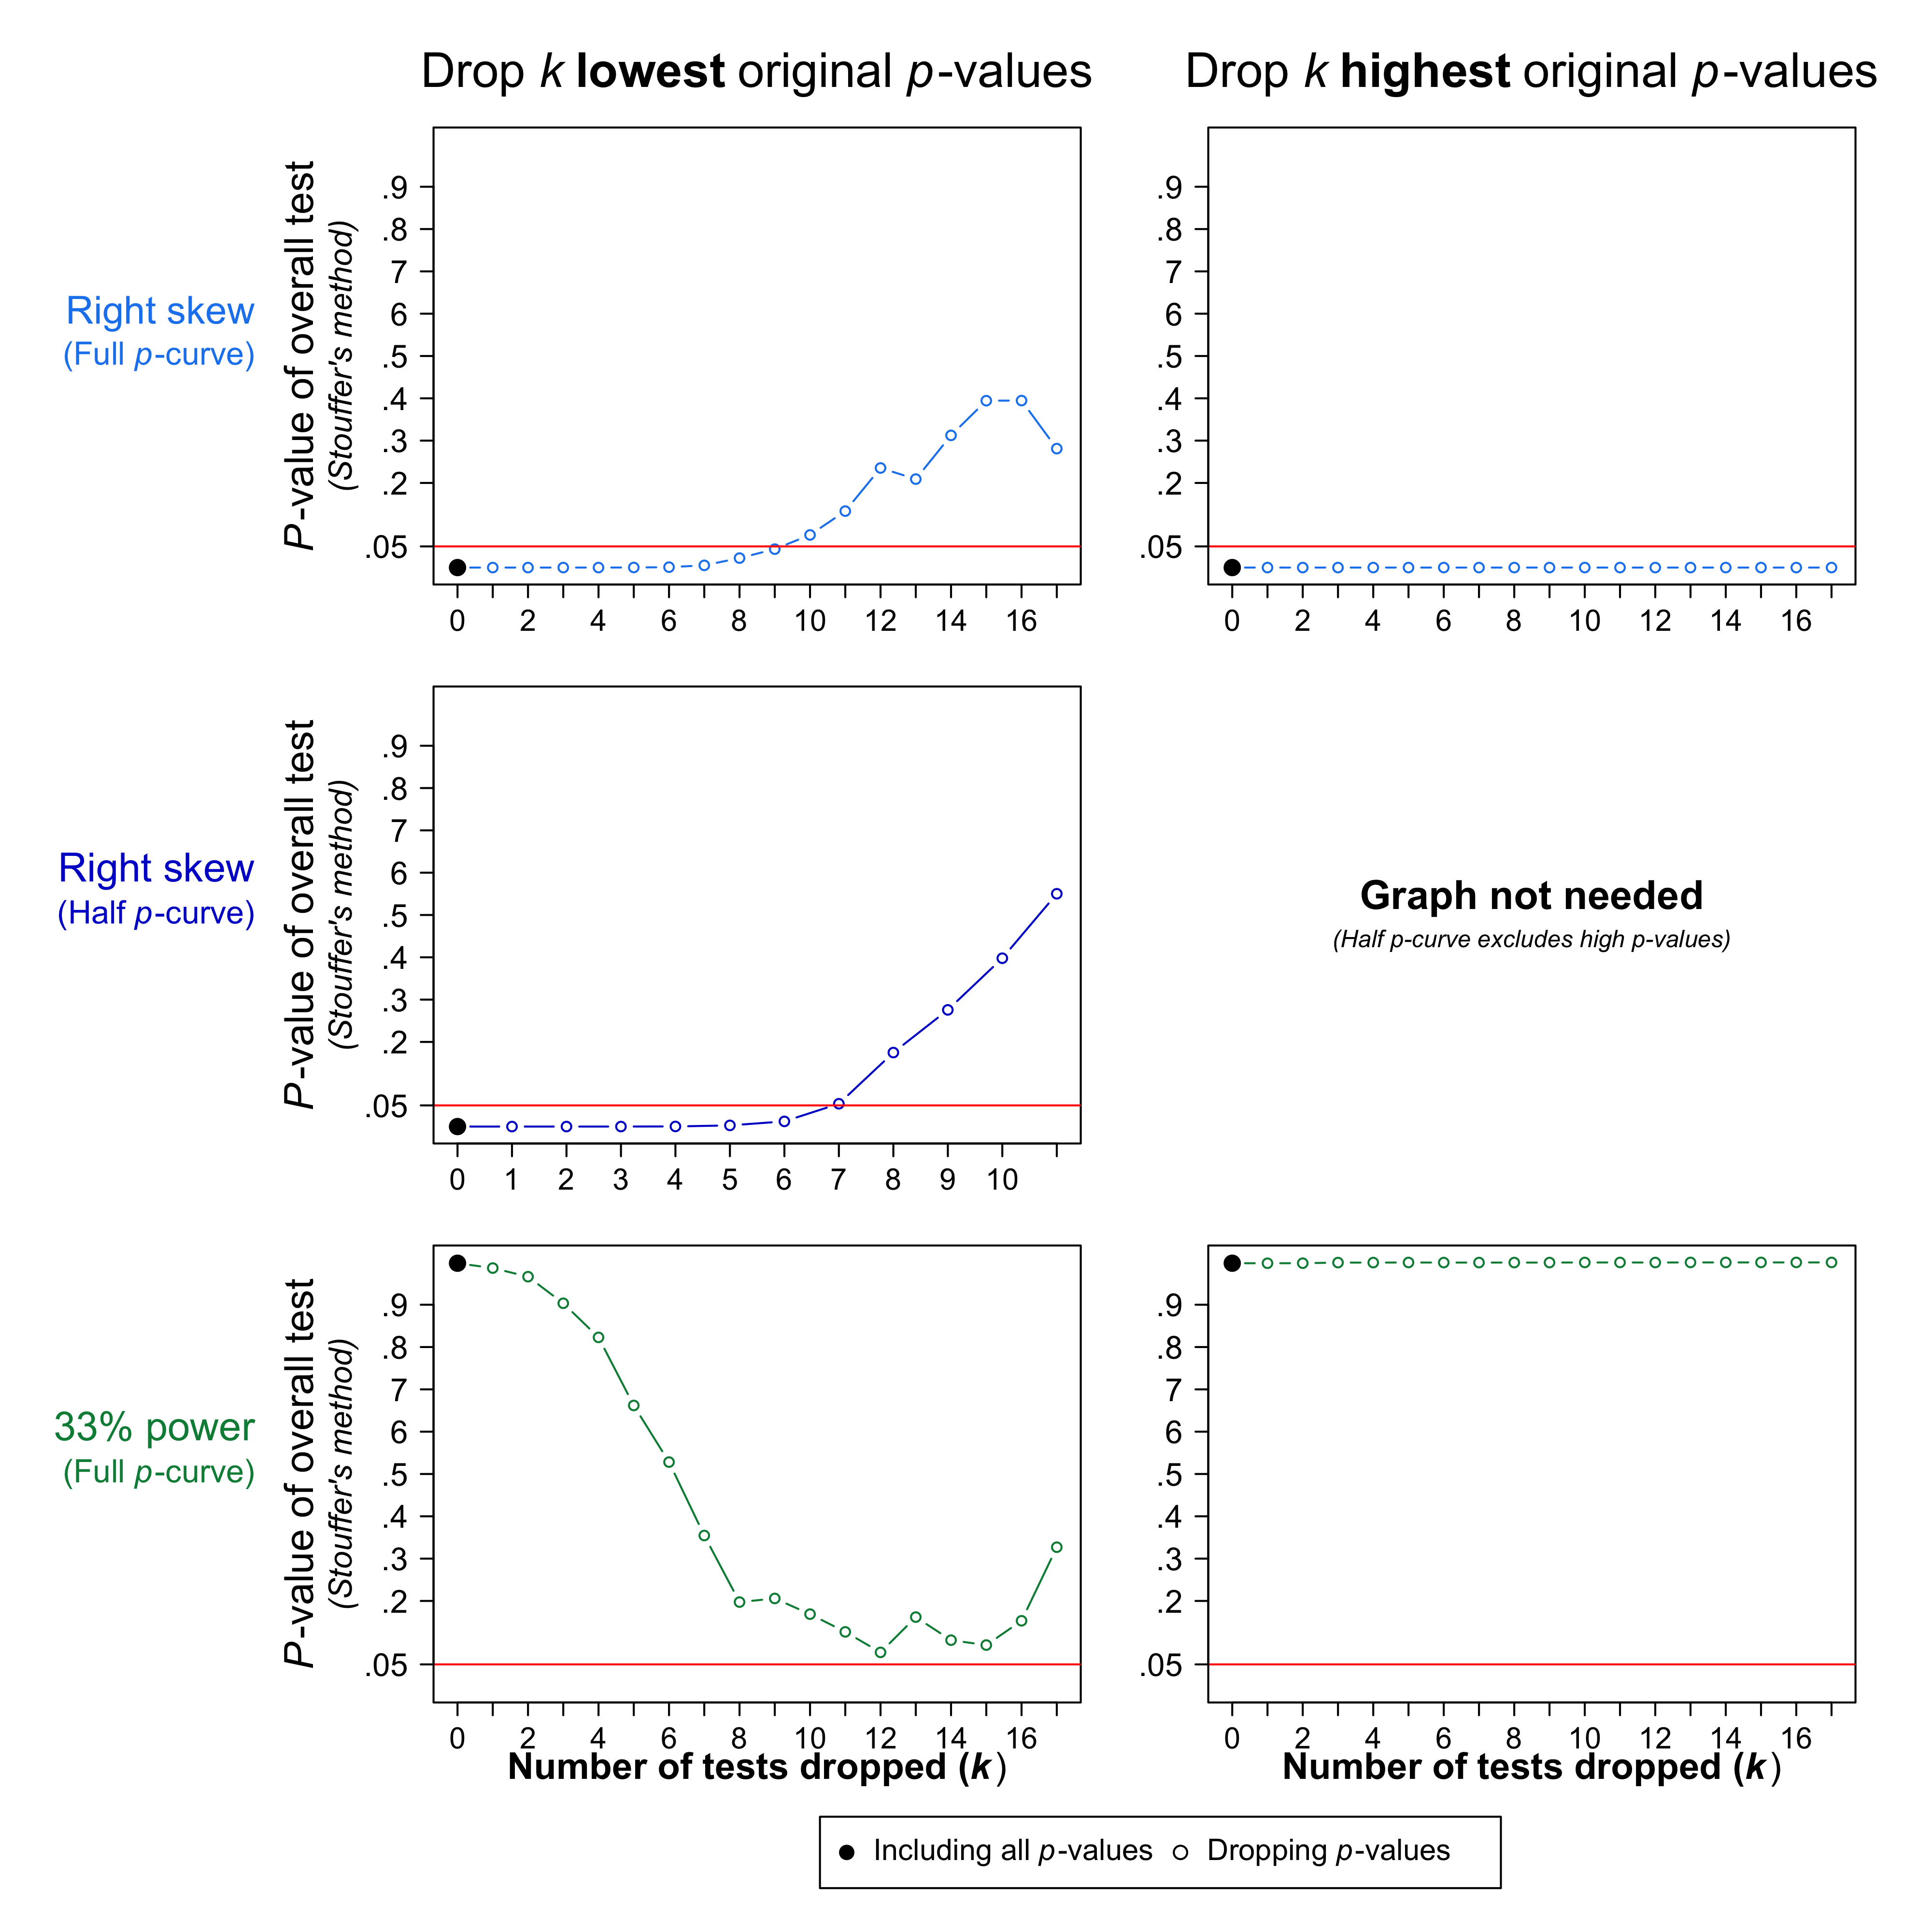 Drop k lowest original p-values
Drop k highest original p-values
Right skew
(Full p-curve)
P-value of overall test
(Stouffer's method)
.9
.8
7
6
.5
.4
.3
.2
.05
0 2 4 6 8 10 12 14 16
.9
.8
7
6
.5
.4
.3
.2
.05
0 2 4 6 8 10 12 14 16
Right skew
(Half p-curve)
P-value of overall test
(Stouffer's method)
.9
.8
7
6
.5
.4
.3
.2
.05
0 1 2 3 4 5 6 7 8 9 10
Graph not needed
(Half p-curve excludes high p-values)
33% power
(Full p-curve)
P-value of overall test
(Stouffer's method)
.9
.8
7
6
.5
.4
.3
.2
.05
0 2 4 6 8 10 12 14 16
Number of tests dropped (k)
.9
.8
7
6
.5
.4
.3
.2
.05
0 2 4 6 8 10 12 14 16
Number of tests dropped (k)
Including all p-values Dropping p-values